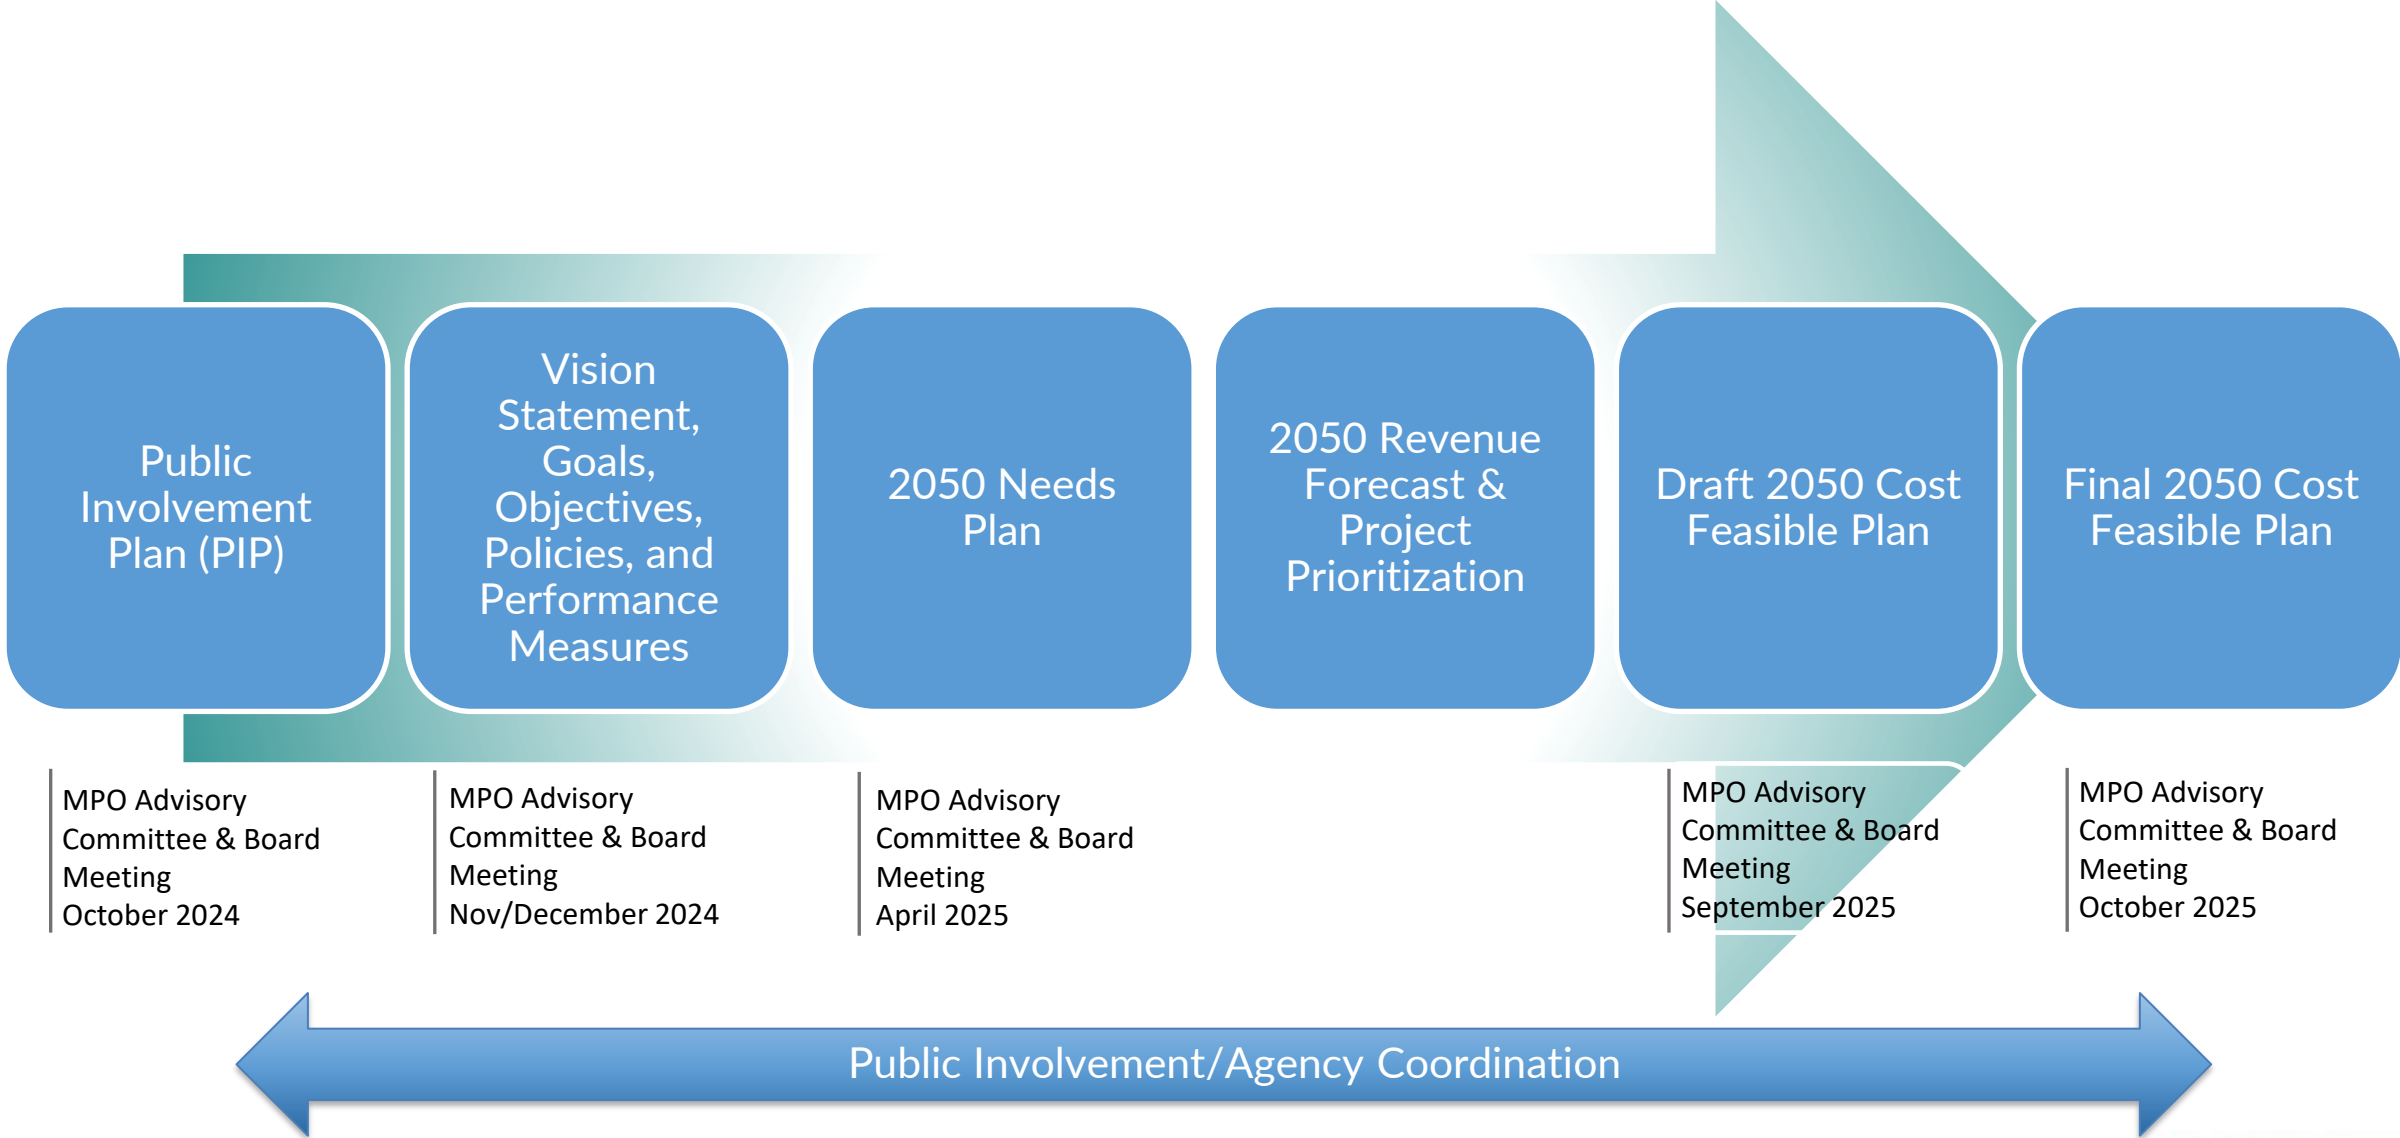 Public
Involvement
Plan (PIP)
Vision
Statement,
Goals,
Objectives,
Policies, and
Performance
Measures
2050 Needs
Plan
2050 Revenue
Forecast &
Project
Prioritization
Draft 2050 Cost
Feasible Plan
Final 2050 Cost
Feasible Plan
MPO Advisory
Committee & Board
Meeting
October 2024
MPO Advisory
Committee & Board
Meeting
Nov/December 2024
MPO Advisory
Committee & Board
Meeting
April 2025
MPO Advisory
Committee & Board
Meeting
September 2025
MPO Advisory
Committee & Board
Meeting
October 2025
Public Involvement/Agency Coordination